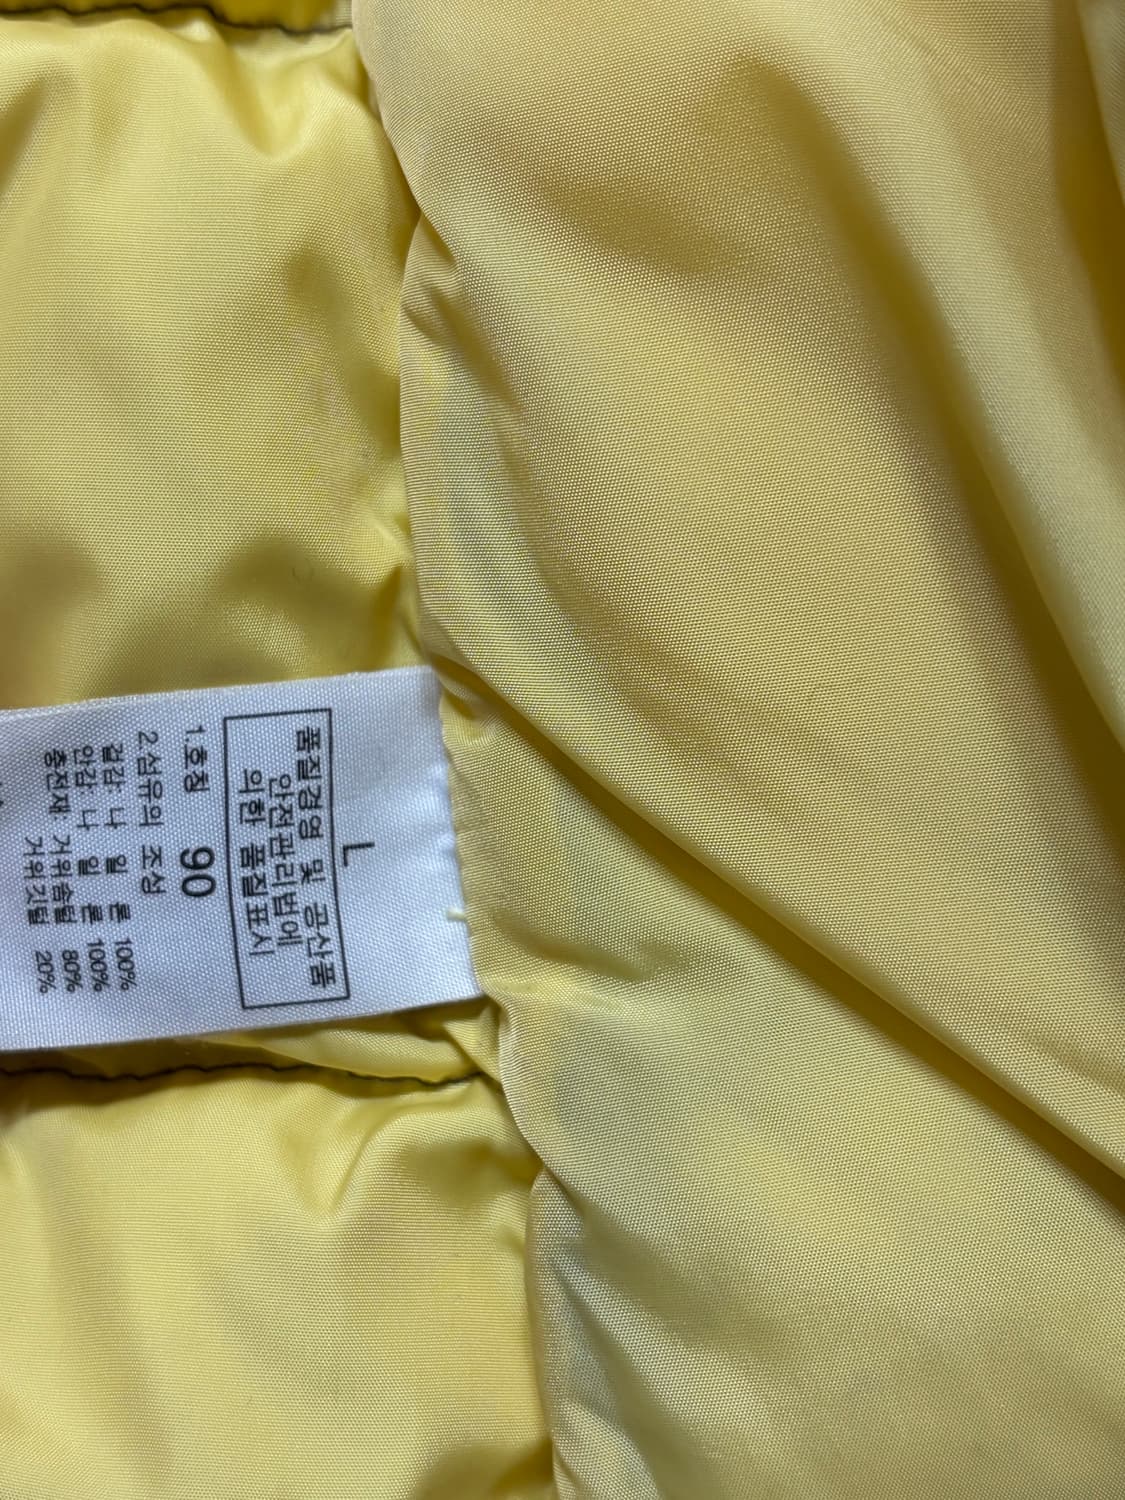 L
품질경영 및 공산품
안전관리법에
의한 품질표시
1.호칭 90
2.섬유의 조성
겉감 나 일 론 100%
안감 나 일 론 100%
충전재: 거위솜털 80%
거위깃털 20%